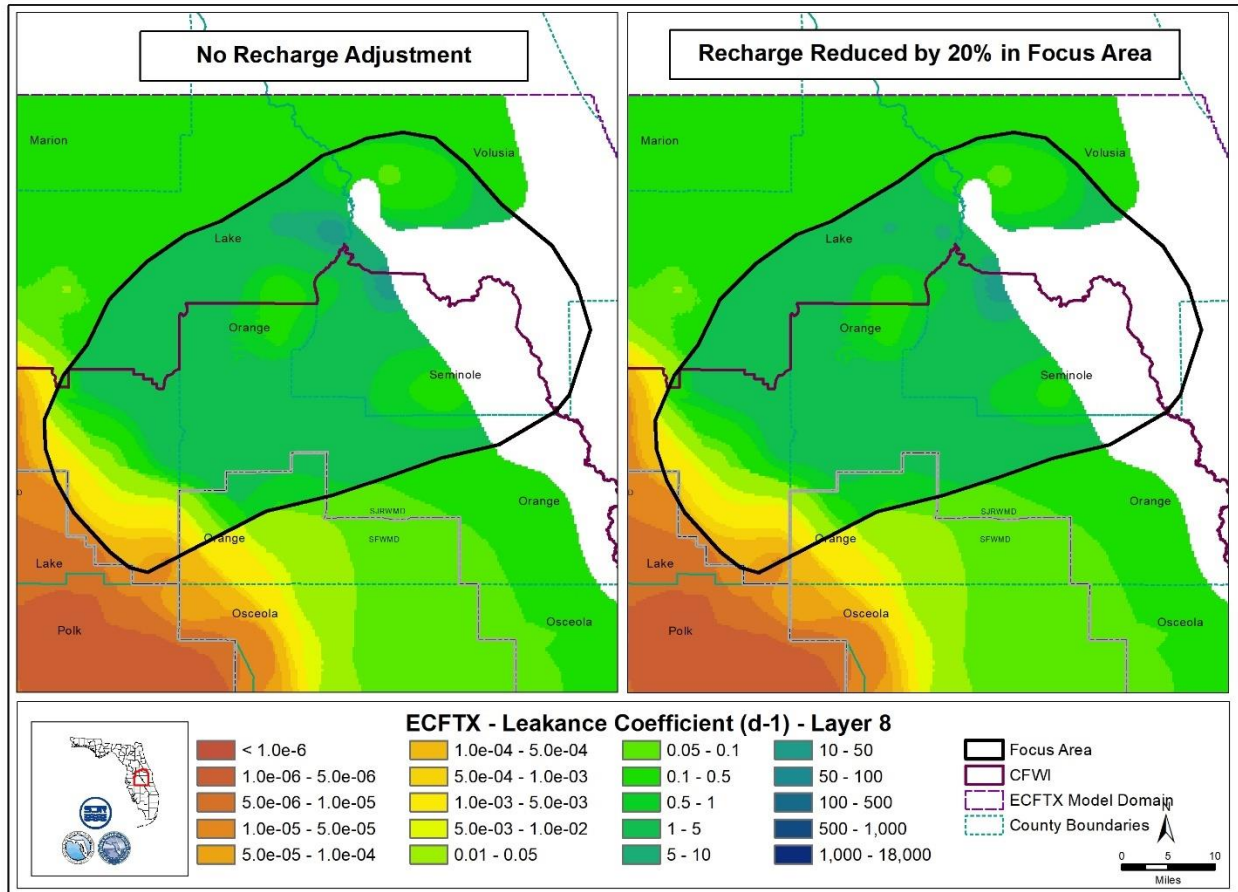 No Recharge Adjustment
Marion
Volusia
Lake
Orange
Seminole
Orange
SJRWMD
SFWMD
Orange
Lake
Osceola
Osceola
Polk
Recharge Reduced by 20% in Focus Area
Marion
Volusia
Lake
Orange
Seminole
Orange
SJRWMD
SFWMD
Orange
Lake
Osceola
Osceola
Polk
ECFTX - Leakance Coefficient (d-1) - Layer 8
< 1.0e-6
1.0e-06 - 5.0e-06
5.0e-06 - 1.0e-05
1.0e-05 - 5.0e-05
5.0e-05 - 1.0e-04
1.0e-04 - 5.0e-04
5.0e-04 - 1.0e-03
1.0e-03 - 5.0e-03
5.0e-03 - 1.0e-02
0.01 - 0.05
0.05 - 0.1
0.1 - 0.5
0.5 - 1
1 - 5
5 - 10
10 - 50
50 - 100
100 - 500
500 - 1,000
1,000 - 18,000
Focus Area
CFWI
ECFTX Model Domain
County Boundaries
N
0 5 10
Miles